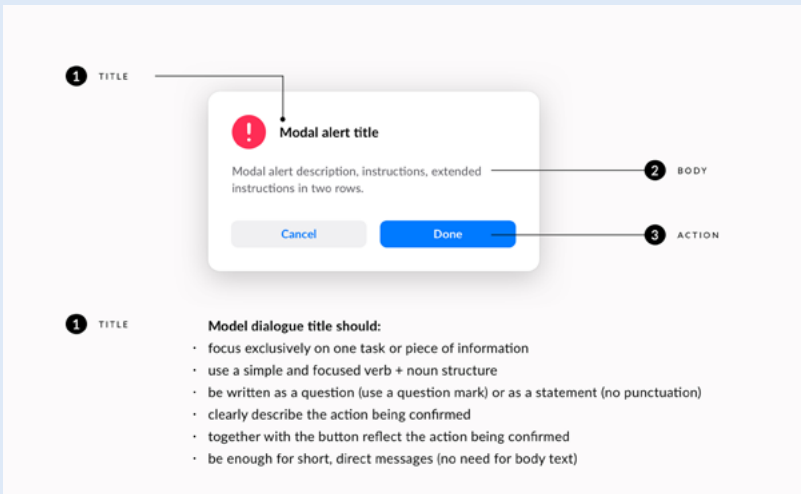 1 TITLE
Modal alert title
Modal alert description, instructions, extended
instructions in two rows.
2 BODY
Cancel
Done
3 ACTION
1 TITLE
Model dialogue title should:
· focus exclusively on one task or piece of information
· use a simple and focused verb + noun structure
· be written as a question (use a question mark) or as a statement (no punctuation)
· clearly describe the action being confirmed
· together with the button reflect the action being confirmed
· be enough for short, direct messages (no need for body text)